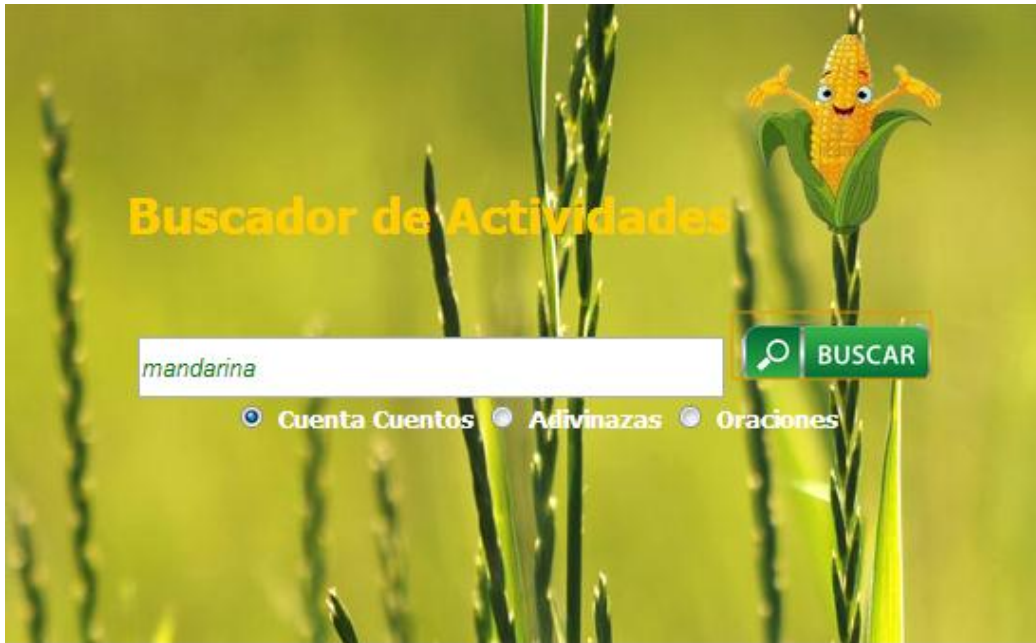 Buscador de Actividades
mandarina
BUSCAR
Cuenta Cuentos Adivinazas Oraciones